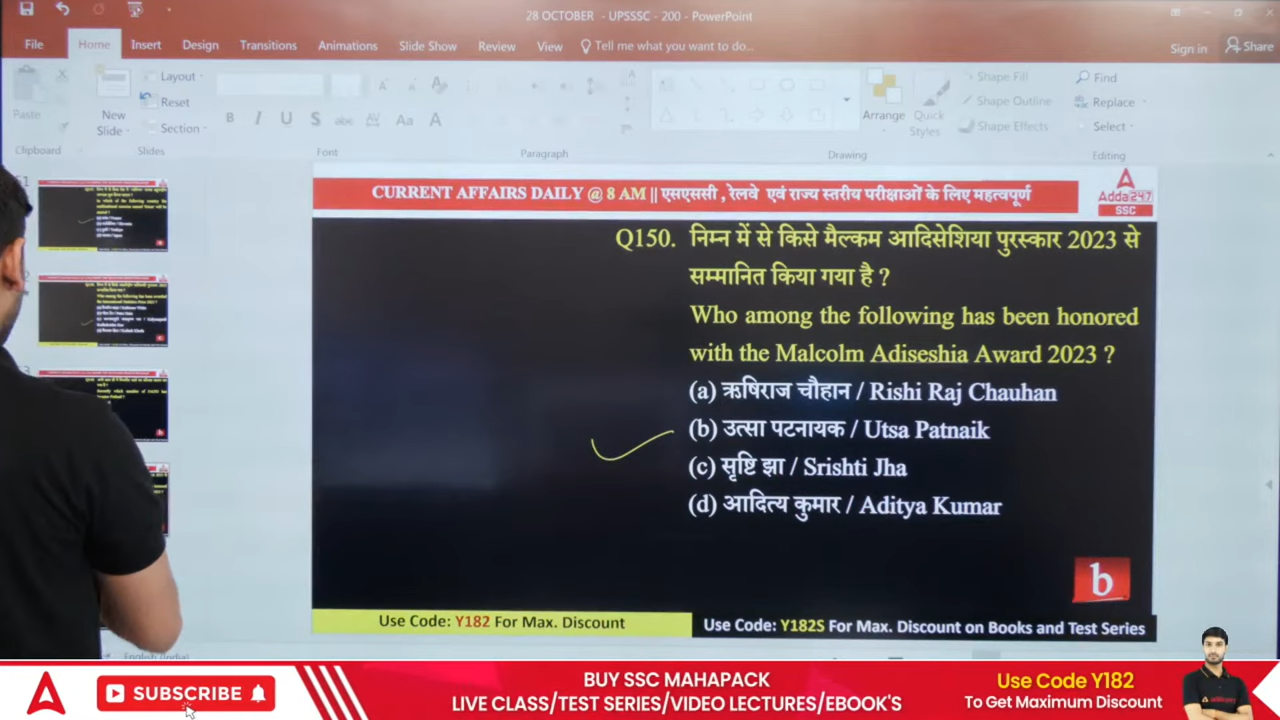 28 OCTOBER - UPSSSC - 200 - PowerPoint
File Home Insert Design Transitions Animations Slide Show Review View Tell me what you want to do... Sign in Share
Paste
New Slide
Layout
Reset
Section
B I U S abc AV Aa A
Arrange
Quick Styles
Shape Fill
Shape Outline
Shape Effects
Find
Replace
Select
Clipboard Slides Font Paragraph Drawing Editing
CURRENT AFFAIRS DAILY @ 8 AM || एसएससी , रेलवे एवं राज्य स्तरीय परीक्षाओं के लिए महत्वपूर्ण
Adda247
SSC
Q150. निम्न में से किसे मैल्कम आदिसेशिया पुरस्कार 2023 से
सम्मानित किया गया है ?
Who among the following has been honored
with the Malcolm Adiseshia Award 2023 ?
(a) ऋषिराज चौहान / Rishi Raj Chauhan
(b) उत्सा पटनायक / Utsa Patnaik
(c) सृष्टि झा / Srishti Jha
(d) आदित्य कुमार / Aditya Kumar
b
Use Code: Y182 For Max. Discount
Use Code: Y182S For Max. Discount on Books and Test Series
English (India)
SUBSCRIBE
BUY SSC MAHAPACK
LIVE CLASS/TEST SERIES/VIDEO LECTURES/EBOOK'S
Use Code Y182
To Get Maximum Discount